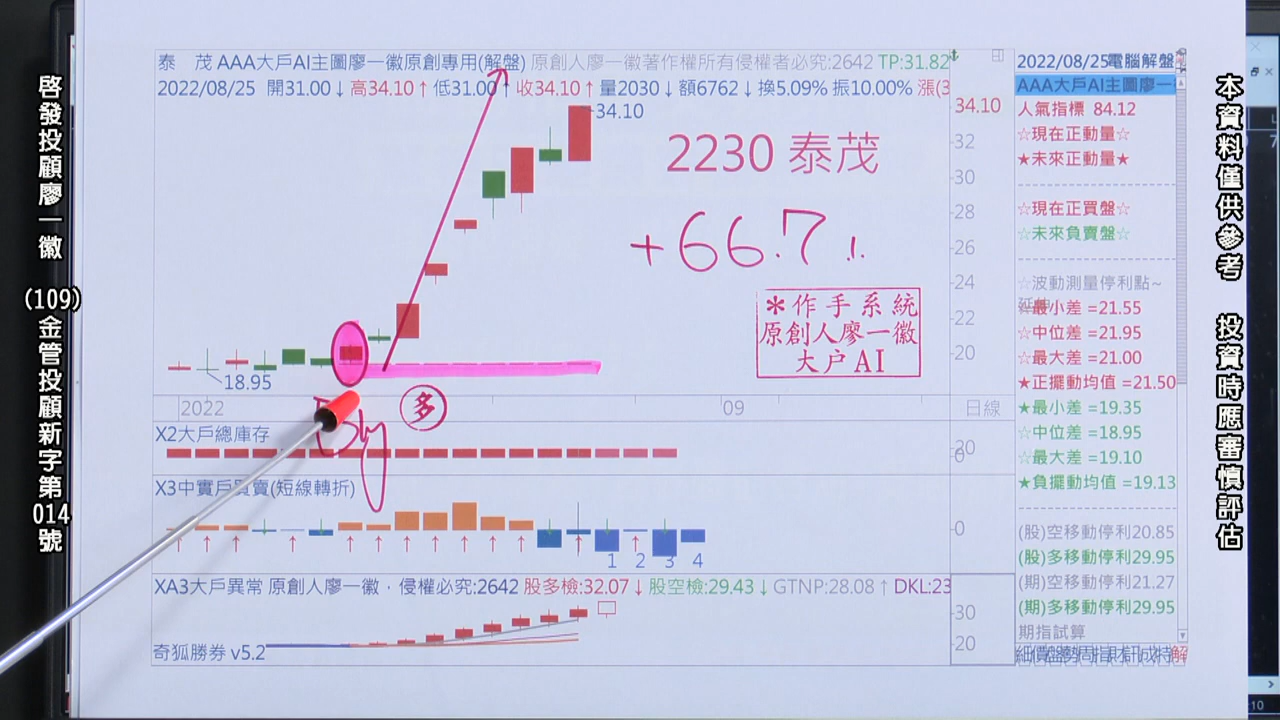 啓發投顧廖一徽
(109)金管投顧新字第014號
本資料僅供參考 投資時應審慎評估
泰 茂 AAA大戶AI主圖廖一徽原創專用(解盤) 原創人廖一徽著作權所有侵權者必究:2642 TP:31.82
2022/08/25 開31.00↓ 高34.10↑ 低31.00↑ 收34.10↑ 量2030↓ 額6762↓ 換5.09% 振10.00% 漲(3
34.10
34.10
32
30
28
26
24
22
20
18.95
2230 泰茂
+66.7%
*作手系統
原創人廖一徽
大户AI
Buy
多
2022
09
日線
X2大戶總庫存
X3中實戶買賣(短線轉折)
0
1 2 3 4
XA3大戶異常 原創人廖一徽．侵權必究:2642 股多檢:32.07↓ 股空檢:29.43↓ GTNP:28.08↑ DKL:23
30
20
奇狐勝券 v5.2
2022/08/25電腦解盤
AAA大戶AI主圖廖一
人氣指標 84.12
☆現在正動量☆
★未來正動量★
☆現在正買盤☆
☆未來負賣盤☆
☆波動測量停利點~
最小差 =21.55
☆中位差 =21.95
☆最大差 =21.00
★正擺動均值 =21.50
★最小差 =19.35
☆中位差 =18.95
☆最大差 =19.10
★負擺動均值 =19.13
(股)空移動停利20.85
(股)多移動停利29.95
(期)空移動停利21.27
(期)多移動停利29.95
期指試算